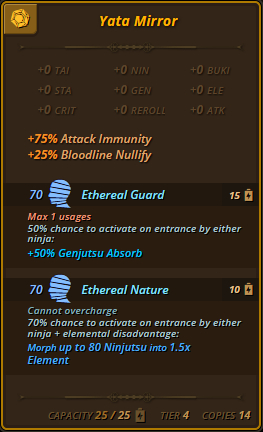 Yata Mirror
+0 TAI +0 NIN +0 BUKI
+0 STA +0 GEN +0 ELE
+0 CRIT +0 REROLL +0 ATK
+75% Attack Immunity
+25% Bloodline Nullify
70 Ethereal Guard 15
Max 1 usages
50% chance to activate on entrance by either
ninja:
+50% Genjutsu Absorb
70 Ethereal Nature 10
Cannot overcharge
70% chance to activate on entrance by either
ninja + elemental disadvantage:
Morph up to 80 Ninjutsu into 1.5x
Element
CAPACITY 25 / 25 TIER 4 COPIES 14